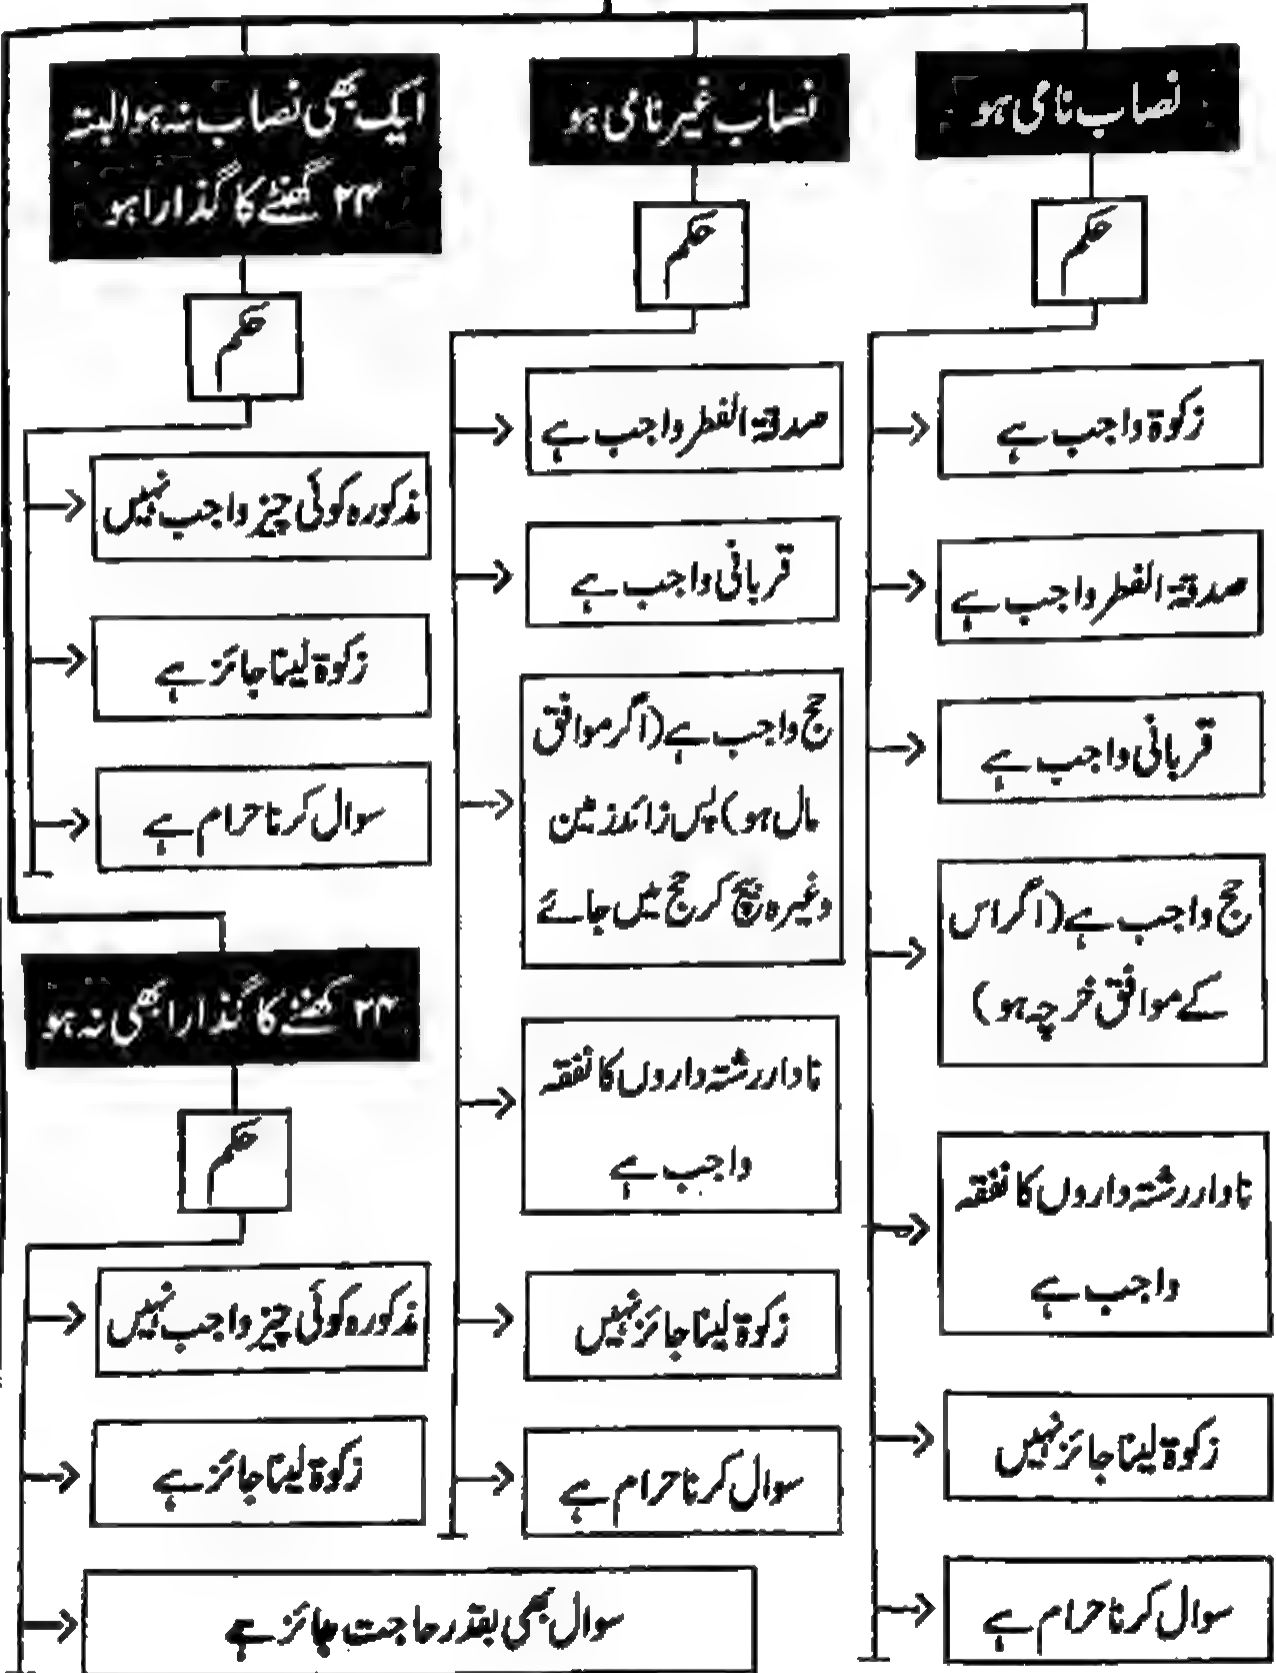 نصاب نامی ہو
حکم
زکوۃ واجب ہے
صدقۃ الفطر واجب ہے
قربانی واجب ہے
حج واجب ہے (اگر اس
کے موافق خرچہ ہو)
نادار رشتہ داروں کا نفقہ
واجب ہے
زکوۃ لینا جائز نہیں
سوال کرنا حرام ہے
نصاب غیر نامی ہو
حکم
صدقۃ الفطر واجب ہے
قربانی واجب ہے
حج واجب ہے (اگر موافق
مال ہو) پس زائد زمین
وغیرہ بیچ کر حج میں جائے
نادار رشتہ داروں کا نفقہ
واجب ہے
زکوۃ لینا جائز نہیں
سوال کرنا حرام ہے
ایک بھی نصاب نہ ہو البتہ
۲۴ گھنٹے کا گذارا ہو
حکم
مذکورہ کوئی چیز واجب نہیں
زکوۃ لینا جائز ہے
سوال کرنا حرام ہے
۲۴ گھنٹے کا گذارا بھی نہ ہو
حکم
مذکورہ کوئی چیز واجب نہیں
زکوۃ لینا جائز ہے
سوال بھی بقدر حاجت جائز ہے